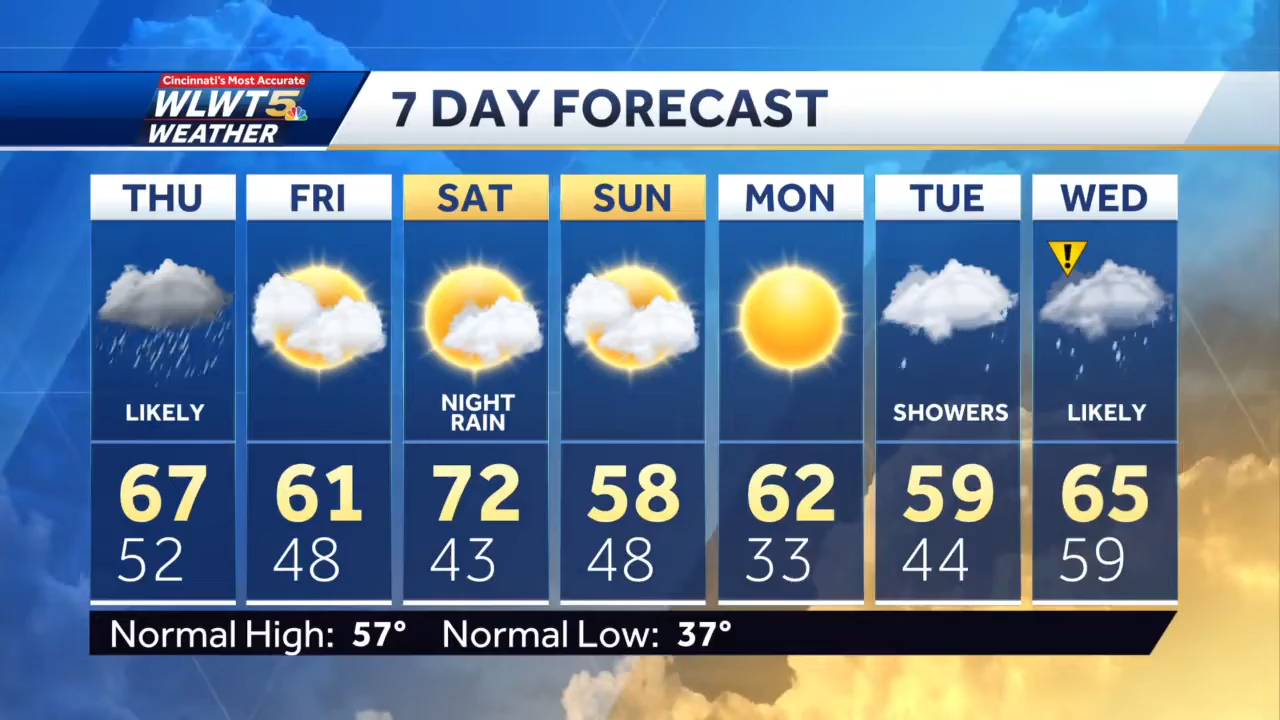 Cincinnati's Most Accurate
WLWT5
WEATHER
7 DAY FORECAST
THU FRI SAT SUN MON TUE WED
!
LIKELY NIGHT RAIN SHOWERS LIKELY
67 61 72 58 62 59 65
52 48 43 48 33 44 59
Normal High: 57° Normal Low: 37°